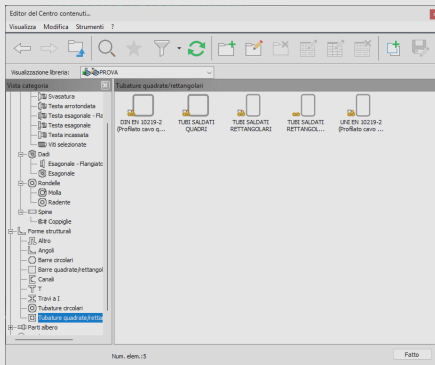 Editor del Centro contenuti...
Visualizza Modifica Strumenti ?
Visualizzazione libreria: PROVA
Vista categoria
Svasatura
Testa arrotondata
Testa esagonale - Fla
Testa esagonale
Testa incassata
Viti selezionate
Dadi
Esagonale - Flangiato
Esagonale
Rondelle
Molla
Radente
Spine
Coppiglie
Forme strutturali
Altro
Angoli
Barre circolari
Barre quadrate/rettangol
Canali
T
Travi a I
Tubature circolari
Tubature quadrate/retta
Parti albero
Tubature quadrate/rettangolari
DIN EN 10219-2 (Profilato cavo q...
TUBI SALDATI QUADRI
TUBI SALDATI RETTANGOLARI
TUBI SALDATI RETTANGOL...
UNI EN 10219-2 (Profilato cavo ...
Num. elem.:5
Fatto